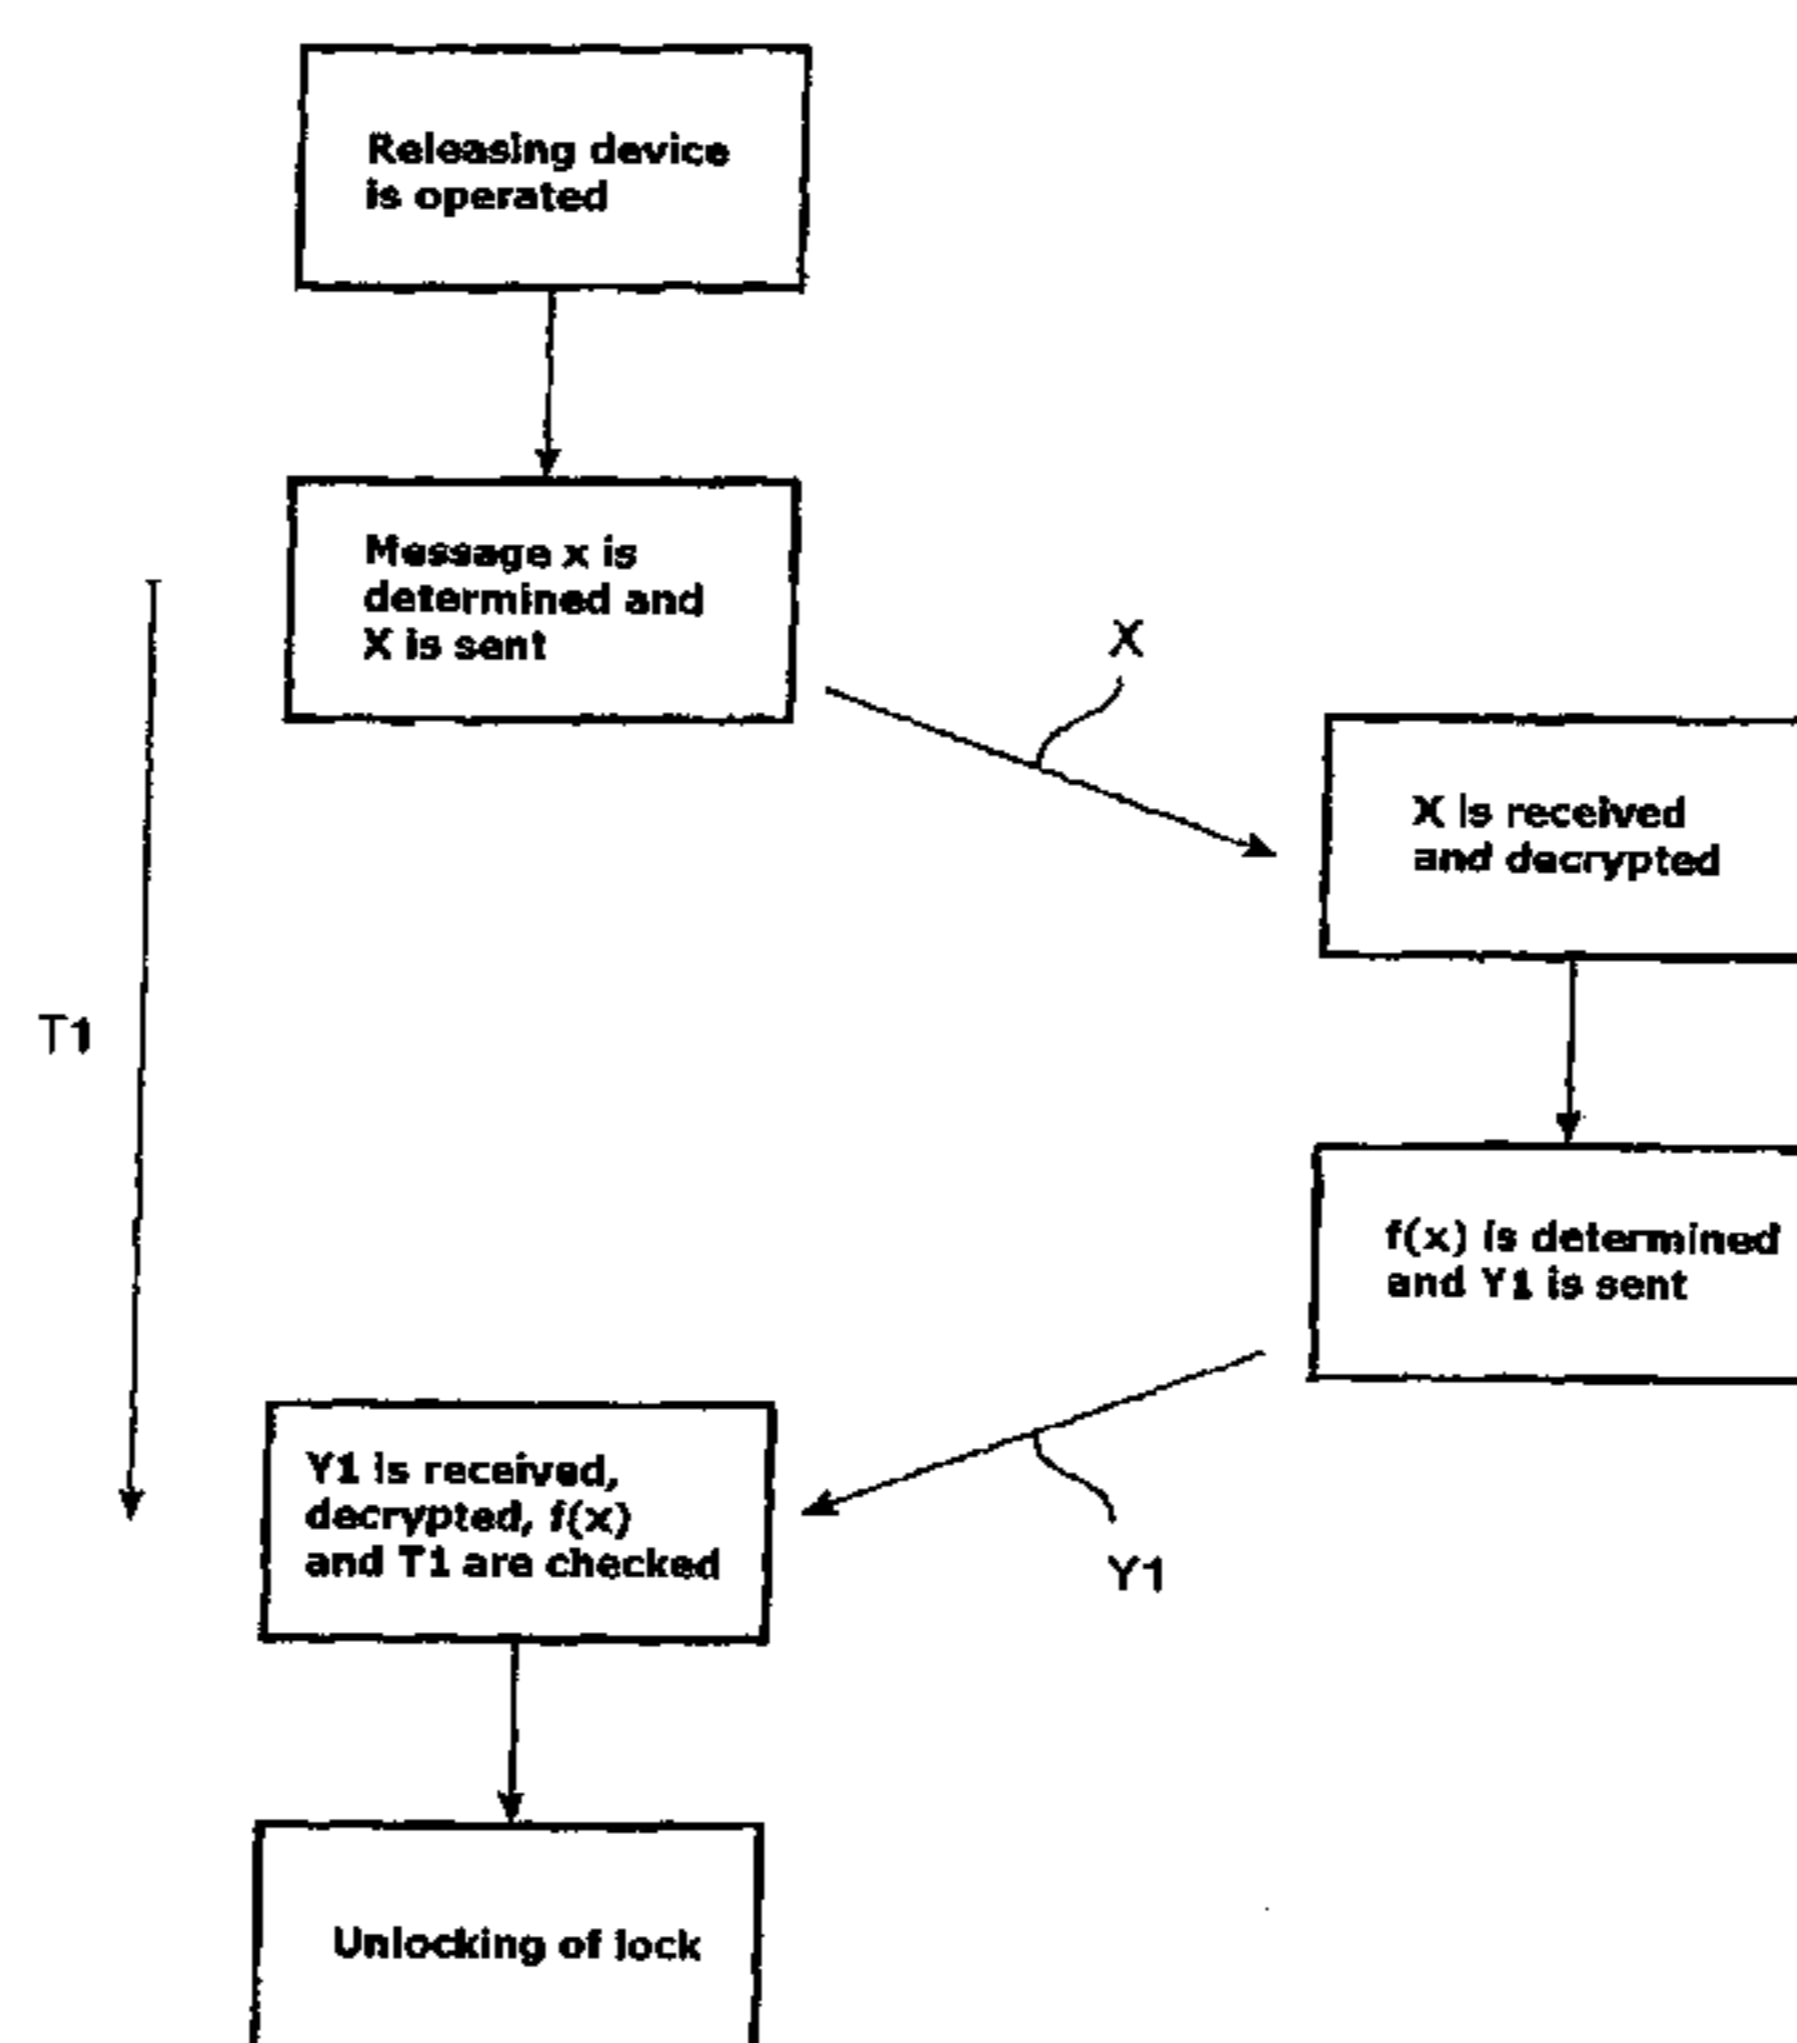 Releasing device
is operated
Message x is
determined and
X is sent
X
X is received
and decrypted
T1
f(x) is determined
and Y1 is sent
Y1 is received,
decrypted, f(x)
and T1 are checked
Y1
Unlocking of lock